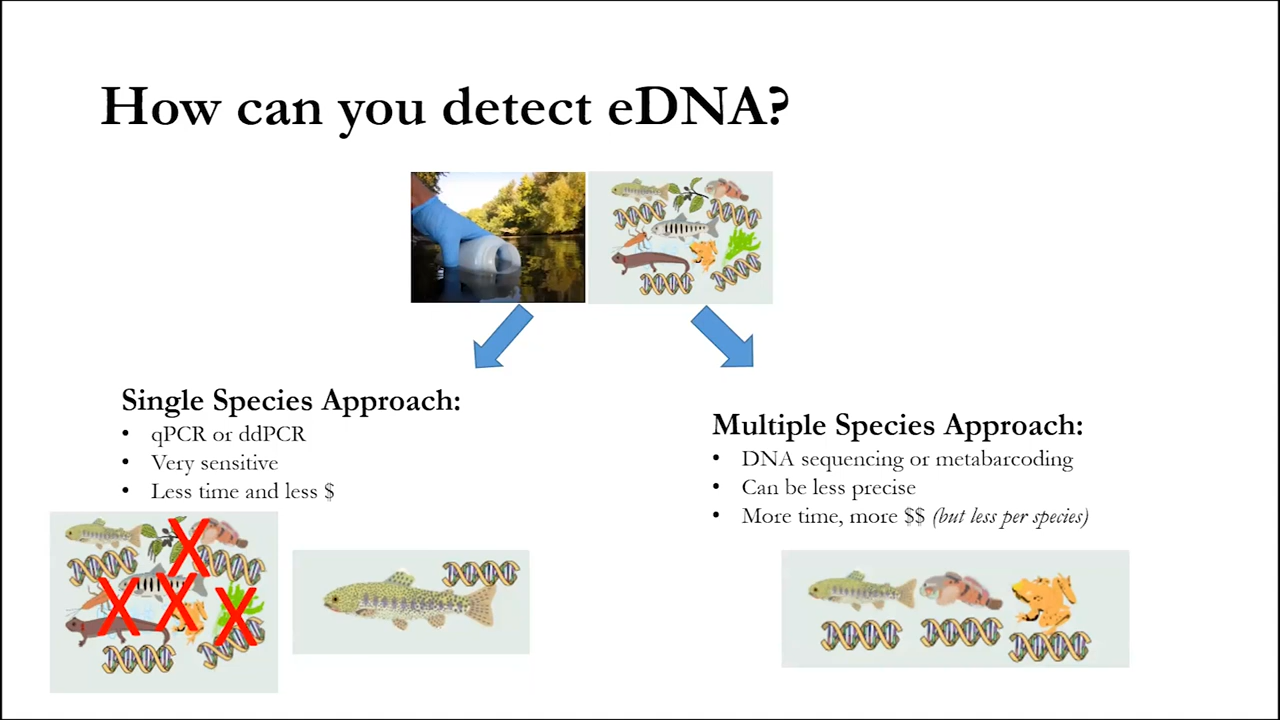 How can you detect eDNA?
Single Species Approach:
• qPCR or ddPCR
• Very sensitive
• Less time and less $
X
X
X
X
Multiple Species Approach:
• DNA sequencing or metabarcoding
• Can be less precise
• More time, more $$ (but less per species)